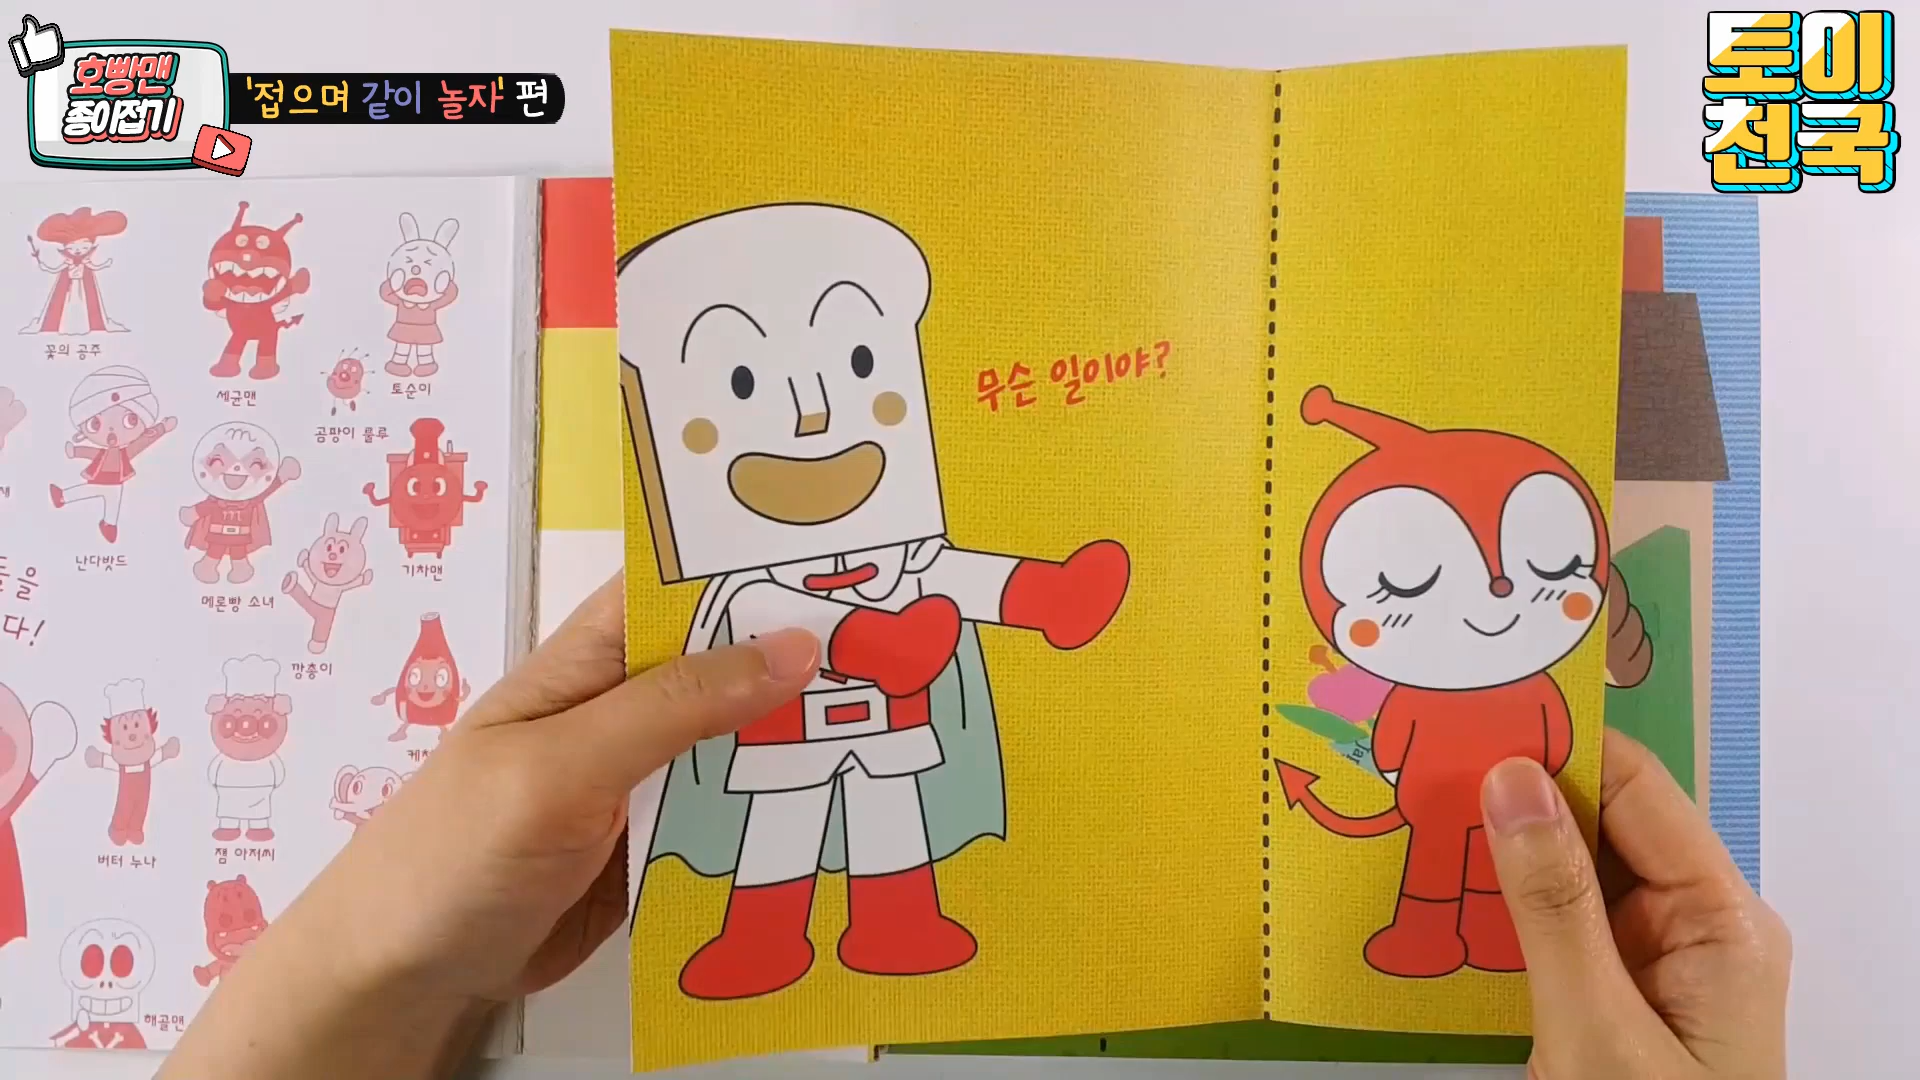 호빵맨
종이접기
'접으며 같이 놀자' 편
토이
천국
꽃의 공주
세균맨
토순이
곰팡이 룰루
난다밧드
메론빵 소녀
기차맨
깡총이
다!
버터 누나
잼 아저씨
해골맨
무슨 일이야?